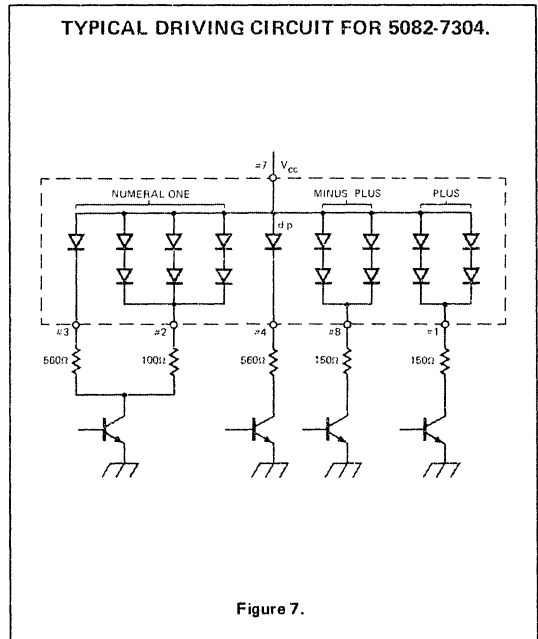 TYPICAL DRIVING CIRCUIT FOR 5082-7304.
#7 Vcc
NUMERAL ONE MINUS PLUS PLUS
dp
#3 #2 #4 #8 #1
560Ω 100Ω 560Ω 150Ω 150Ω
Figure 7.